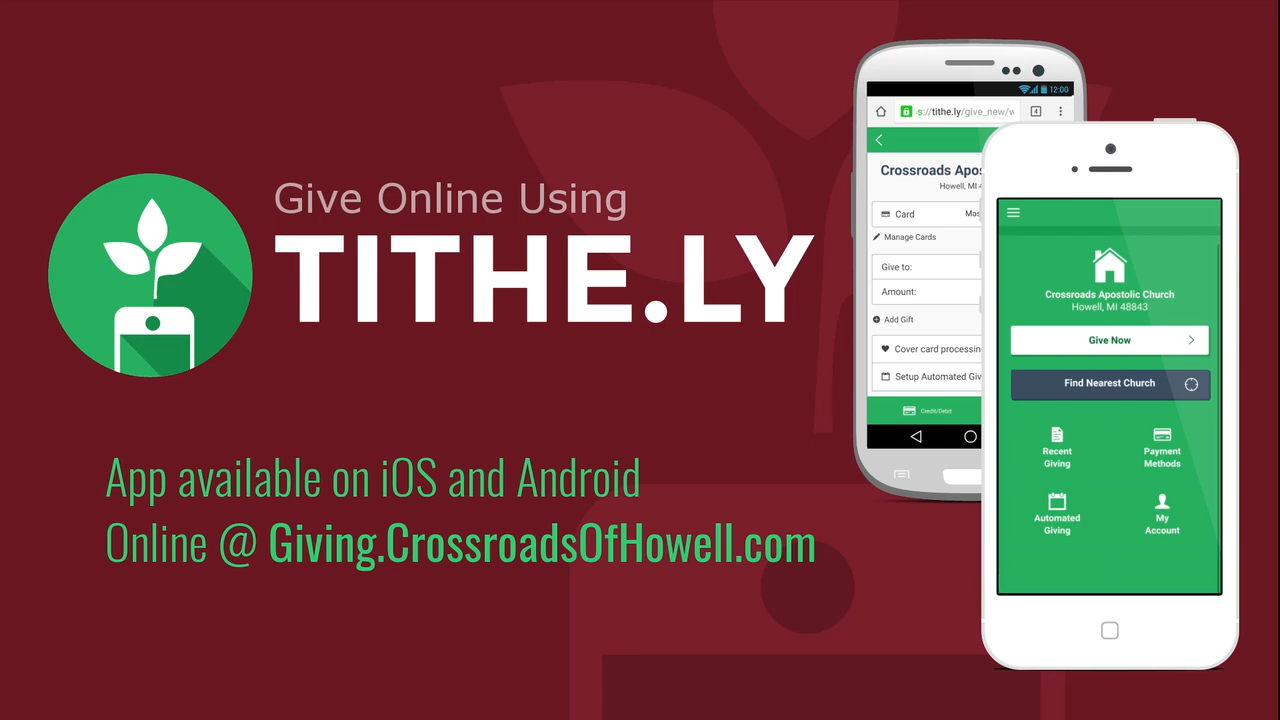 Give Online Using
TITHE.LY
App available on iOS and Android
Online @ Giving.CrossroadsOfHowell.com
12:00
s://tithe.ly/give_new/w
4
Crossroads Apos
Howell, MI 4
Card Mas
Manage Cards
Give to:
Amount:
Add Gift
Cover card processin
Setup Automated Giv
Credit/Debit
Crossroads Apostolic Church
Howell, MI 48843
Give Now
Find Nearest Church
Recent
Giving
Payment
Methods
Automated
Giving
My
Account